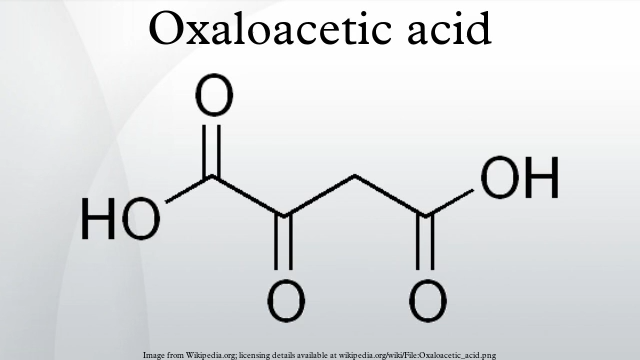 Oxaloacetic acid
O
OH
HO
O
O
Image from Wikipedia.org; licensing details available at wikipedia.org/wiki/File:Oxaloacetic_acid.png